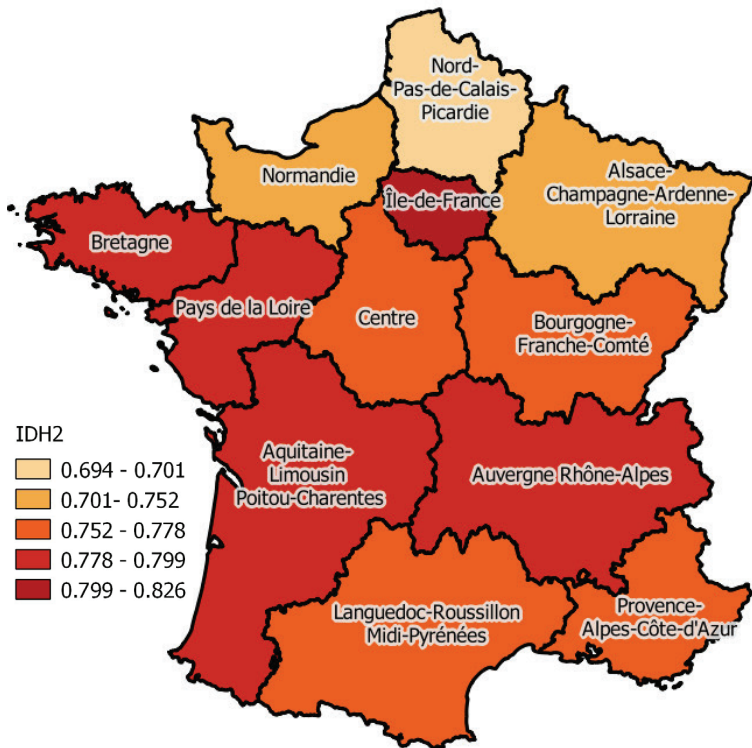 Nord-
Pas-de-Calais-
Picardie
Normandie
Île-de-France
Alsace-
Champagne-Ardenne-
Lorraine
Bretagne
Pays de la Loire
Centre
Bourgogne-
Franche-Comté
IDH2
0.694 - 0.701
0.701- 0.752
0.752 - 0.778
0.778 - 0.799
0.799 - 0.826
Aquitaine-
Limousin
Poitou-Charentes
Auvergne Rhône-Alpes
Languedoc-Roussillon
Midi-Pyrénées
Provence-
Alpes-Côte-d'Azur